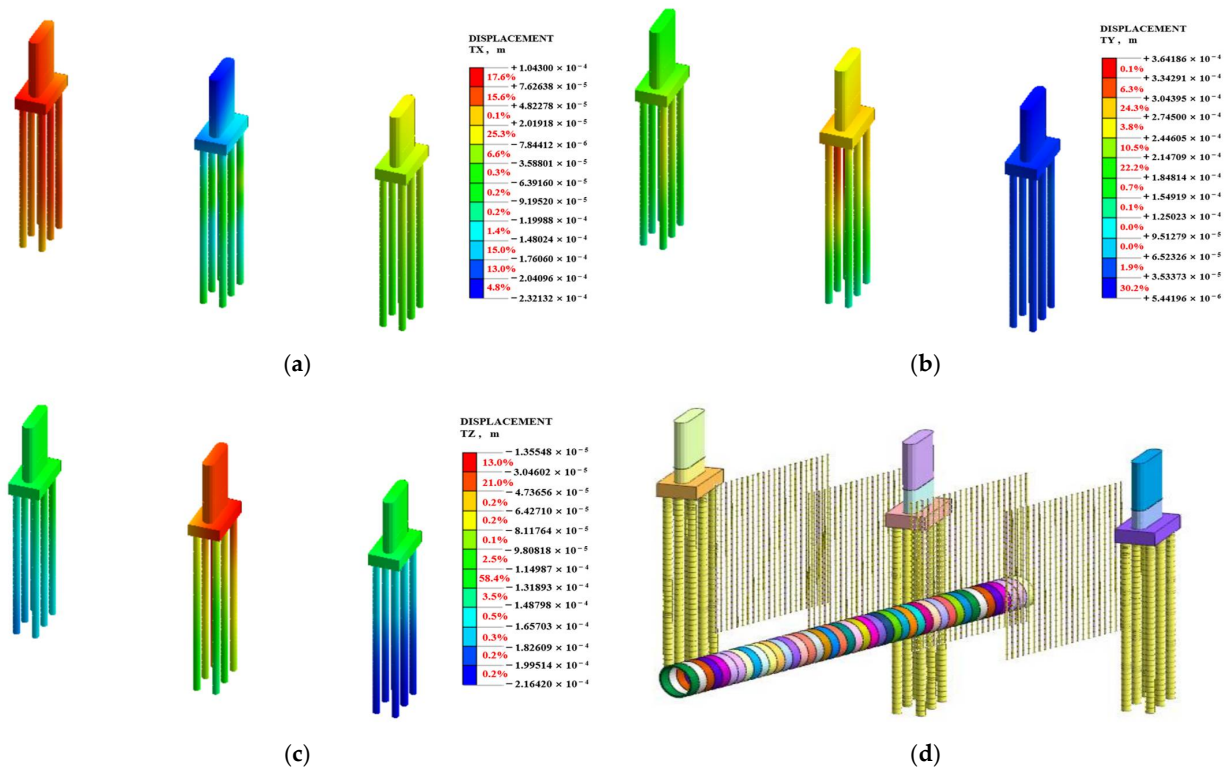 DISPLACEMENT
TX , m
+ 1.04300 × 10⁻⁴
17.6%
+ 7.62638 × 10⁻⁵
15.6%
+ 4.82278 × 10⁻⁵
0.1%
+ 2.01918 × 10⁻⁵
25.3%
− 7.84412 × 10⁻⁶
6.6%
− 3.58801 × 10⁻⁵
0.3%
− 6.39160 × 10⁻⁵
0.2%
− 9.19520 × 10⁻⁵
0.2%
− 1.19988 × 10⁻⁴
1.4%
− 1.48024 × 10⁻⁴
15.0%
− 1.76060 × 10⁻⁴
13.0%
− 2.04096 × 10⁻⁴
4.8%
− 2.32132 × 10⁻⁴
(a)
DISPLACEMENT
TY , m
+ 3.64186 × 10⁻⁴
0.1%
+ 3.34291 × 10⁻⁴
6.3%
+ 3.04395 × 10⁻⁴
24.3%
+ 2.74500 × 10⁻⁴
3.8%
+ 2.44605 × 10⁻⁴
10.5%
+ 2.14709 × 10⁻⁴
22.2%
+ 1.84814 × 10⁻⁴
0.7%
+ 1.54919 × 10⁻⁴
0.1%
+ 1.25023 × 10⁻⁴
0.0%
+ 9.51279 × 10⁻⁵
0.0%
+ 6.52326 × 10⁻⁵
1.9%
+ 3.53373 × 10⁻⁵
30.2%
+ 5.44196 × 10⁻⁶
(b)
DISPLACEMENT
TZ , m
− 1.35548 × 10⁻⁵
13.0%
− 3.04602 × 10⁻⁵
21.0%
− 4.73656 × 10⁻⁵
0.2%
− 6.42710 × 10⁻⁵
0.2%
− 8.11764 × 10⁻⁵
0.1%
− 9.80818 × 10⁻⁵
2.5%
− 1.14987 × 10⁻⁴
58.4%
− 1.31893 × 10⁻⁴
3.5%
− 1.48798 × 10⁻⁴
0.5%
− 1.65703 × 10⁻⁴
0.3%
− 1.82609 × 10⁻⁴
0.2%
− 1.99514 × 10⁻⁴
0.2%
− 2.16420 × 10⁻⁴
(c)
(d)